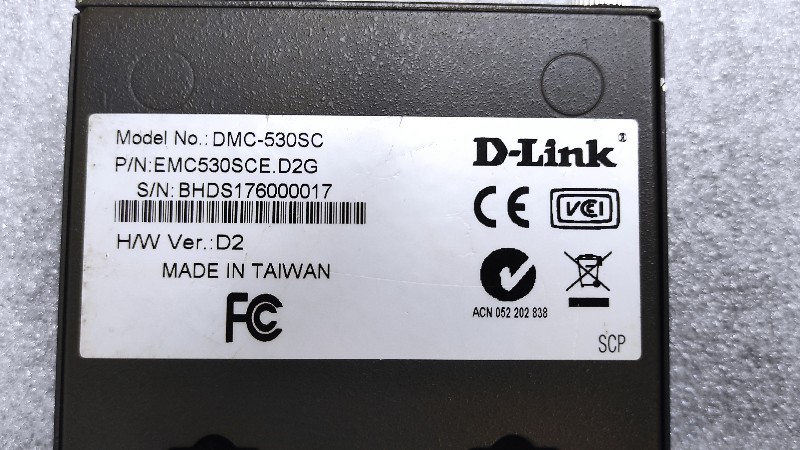 Model No.: DMC-530SC
P/N:EMC530SCE.D2G
S/N: BHDS176000017
H/W Ver.:D2
MADE IN TAIWAN
FC
D-Link®
CE
VCI
ACN 052 202 838
SCP